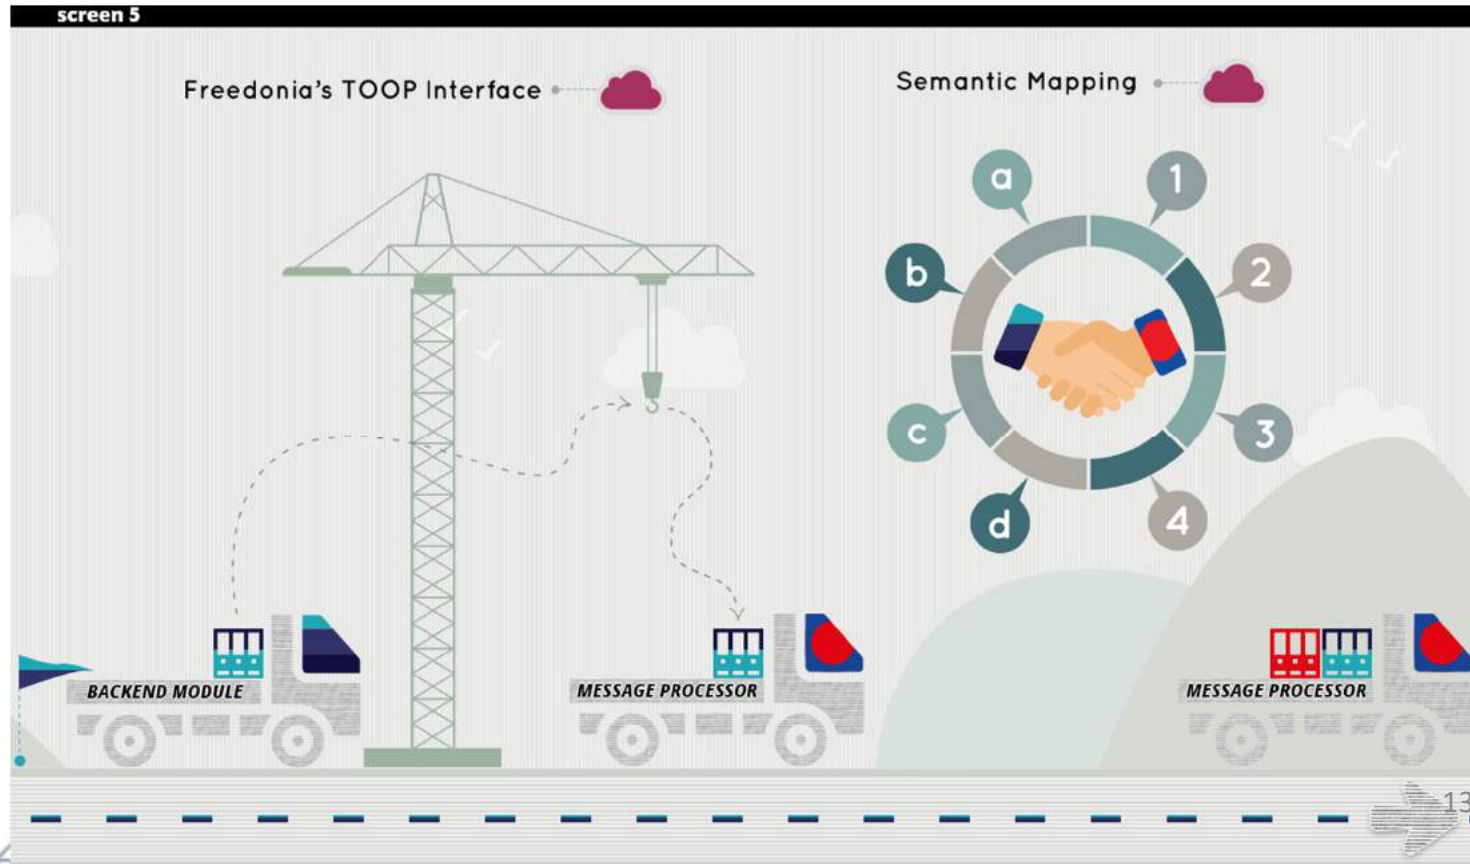 screen 5
Freedonia's TOOP Interface
Semantic Mapping
a
1
b
2
c
3
d
4
BACKEND MODULE
MESSAGE PROCESSOR
MESSAGE PROCESSOR
13